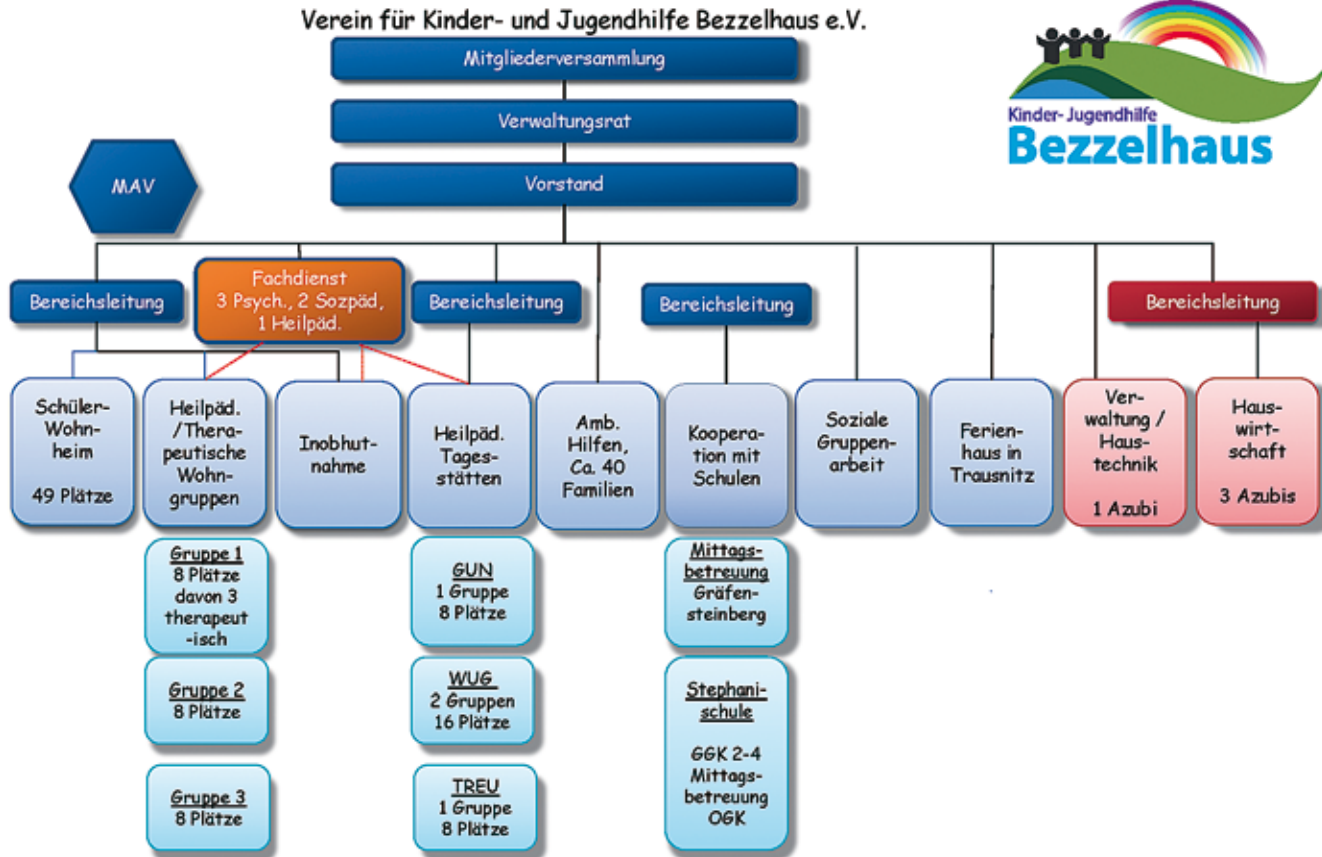 Verein für Kinder- und Jugendhilfe Bezzelhaus e.V.
Mitgliederversammlung
Verwaltungsrat
Vorstand
MAV
Kinder-Jugendhilfe
Bezzelhaus
Bereichsleitung
Fachdienst
3 Psych., 2 Sozpäd,
1 Heilpäd.
Bereichsleitung
Bereichsleitung
Bereichsleitung
Schüler-
Wohn-
heim
49 Plätze
Heilpäd.
/Thera-
peutische
Wohn-
gruppen
Inobhut-
nahme
Heilpäd.
Tages-
stätten
Amb.
Hilfen,
Ca. 40
Familien
Koopera-
tion mit
Schulen
Soziale
Gruppen-
arbeit
Ferien-
haus in
Trausnitz
Ver-
waltung /
Haus-
technik
1 Azubi
Haus-
wirt-
schaft
3 Azubis
Gruppe 1
8 Plätze
davon 3
therapeut
-isch
Gruppe 2
8 Plätze
Gruppe 3
8 Plätze
GUN
1 Gruppe
8 Plätze
WUG
2 Gruppen
16 Plätze
TREU
1 Gruppe
8 Plätze
Mittags-
betreuung
Gräfen-
steinberg
Stephani-
schule
GGK 2-4
Mittags-
betreuung
OGK